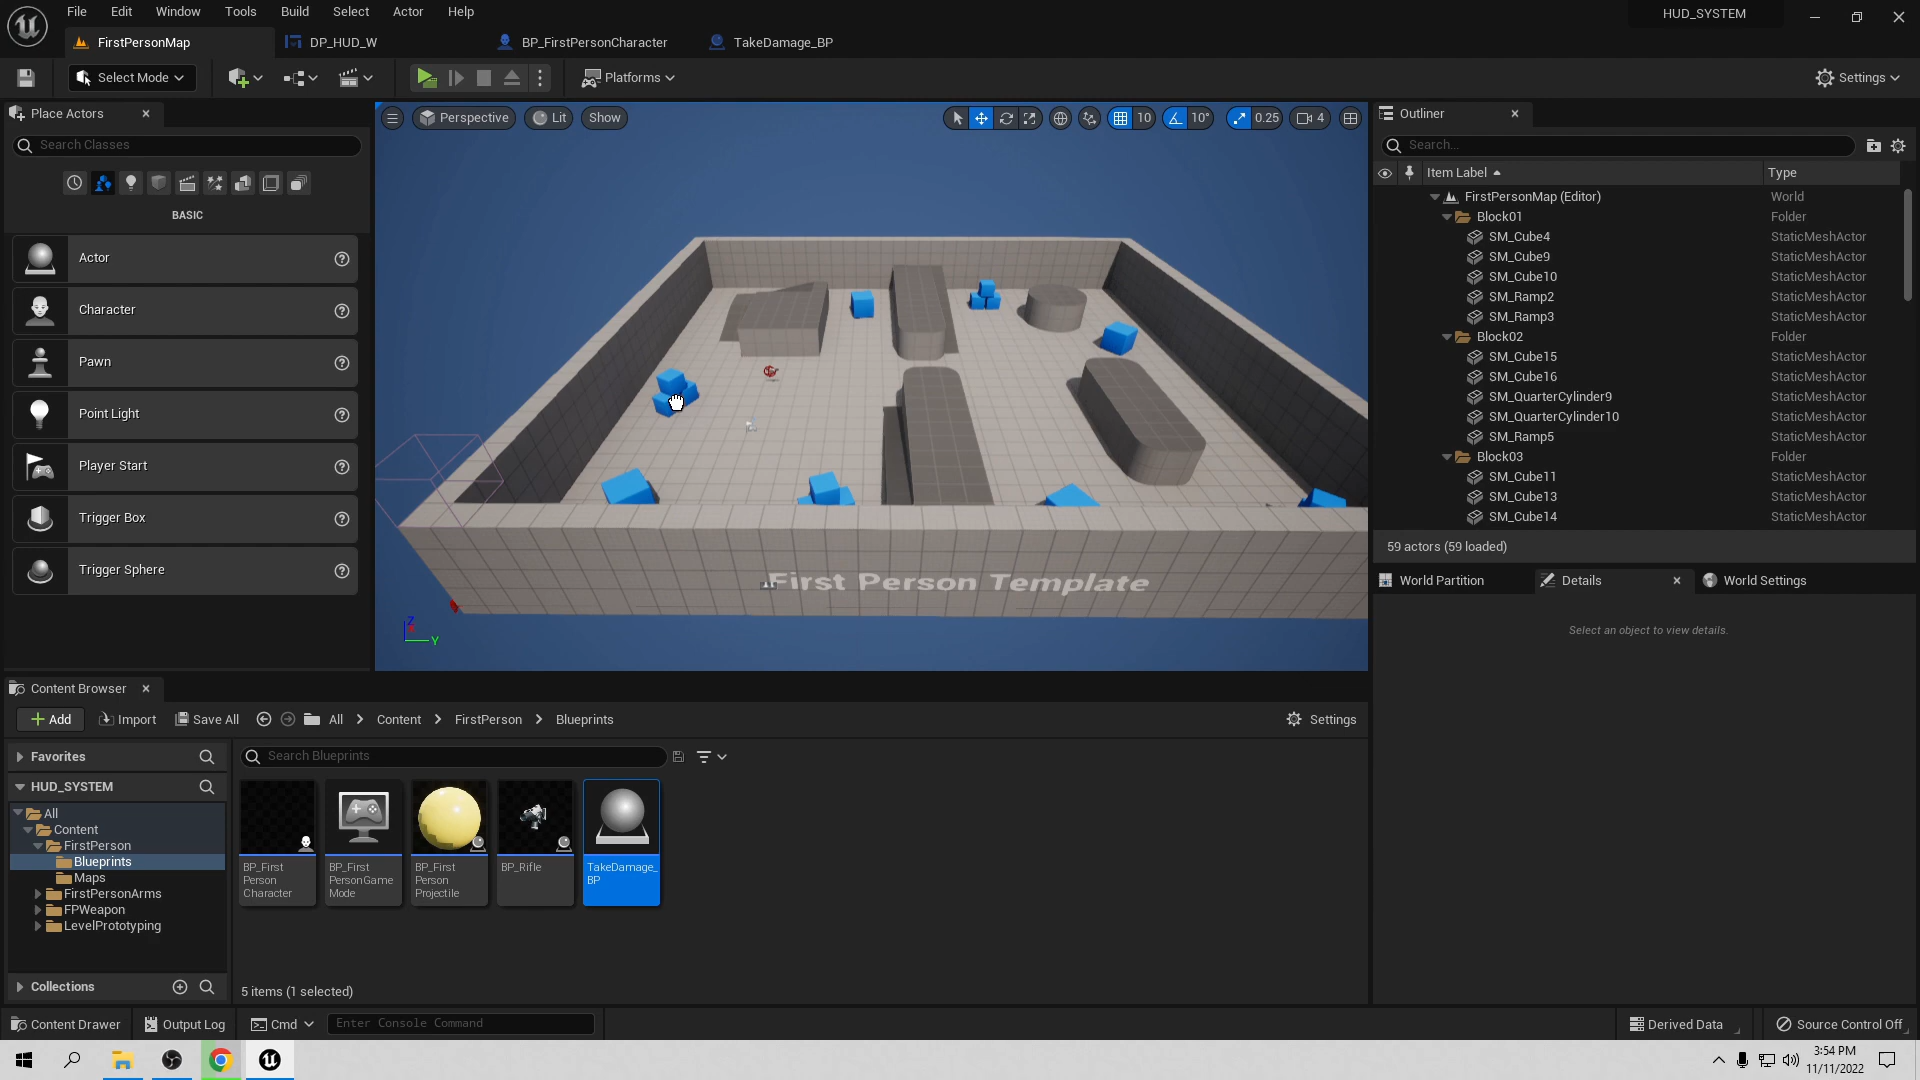 File Edit Window Tools Build Select Actor Help
HUD_SYSTEM
FirstPersonMap
DP_HUD_W
BP_FirstPersonCharacter
TakeDamage_BP
Select Mode
Platforms
Settings
Place Actors
Search Classes
BASIC
Actor
Character
Pawn
Point Light
Player Start
Trigger Box
Trigger Sphere
Perspective
Lit
Show
10
10°
0.25
4
First Person Template
Z
Y
Outliner
Search...
Item Label
Type
FirstPersonMap (Editor) World
Block01 Folder
SM_Cube4 StaticMeshActor
SM_Cube9 StaticMeshActor
SM_Cube10 StaticMeshActor
SM_Ramp2 StaticMeshActor
SM_Ramp3 StaticMeshActor
Block02 Folder
SM_Cube15 StaticMeshActor
SM_Cube16 StaticMeshActor
SM_QuarterCylinder9 StaticMeshActor
SM_QuarterCylinder10 StaticMeshActor
SM_Ramp5 StaticMeshActor
Block03 Folder
SM_Cube11 StaticMeshActor
SM_Cube13 StaticMeshActor
SM_Cube14 StaticMeshActor
59 actors (59 loaded)
World Partition
Details
World Settings
Select an object to view details.
Content Browser
Add
Import
Save All
All
Content
FirstPerson
Blueprints
Settings
Favorites
HUD_SYSTEM
All
Content
FirstPerson
Blueprints
Maps
FirstPersonArms
FPWeapon
LevelPrototyping
Collections
Search Blueprints
BP_First
Person
Character
BP_First
PersonGame
Mode
BP_First
Person
Projectile
BP_Rifle
TakeDamage_
BP
5 items (1 selected)
Content Drawer
Output Log
Cmd
Enter Console Command
Derived Data
Source Control Off
3:54 PM
11/11/2022